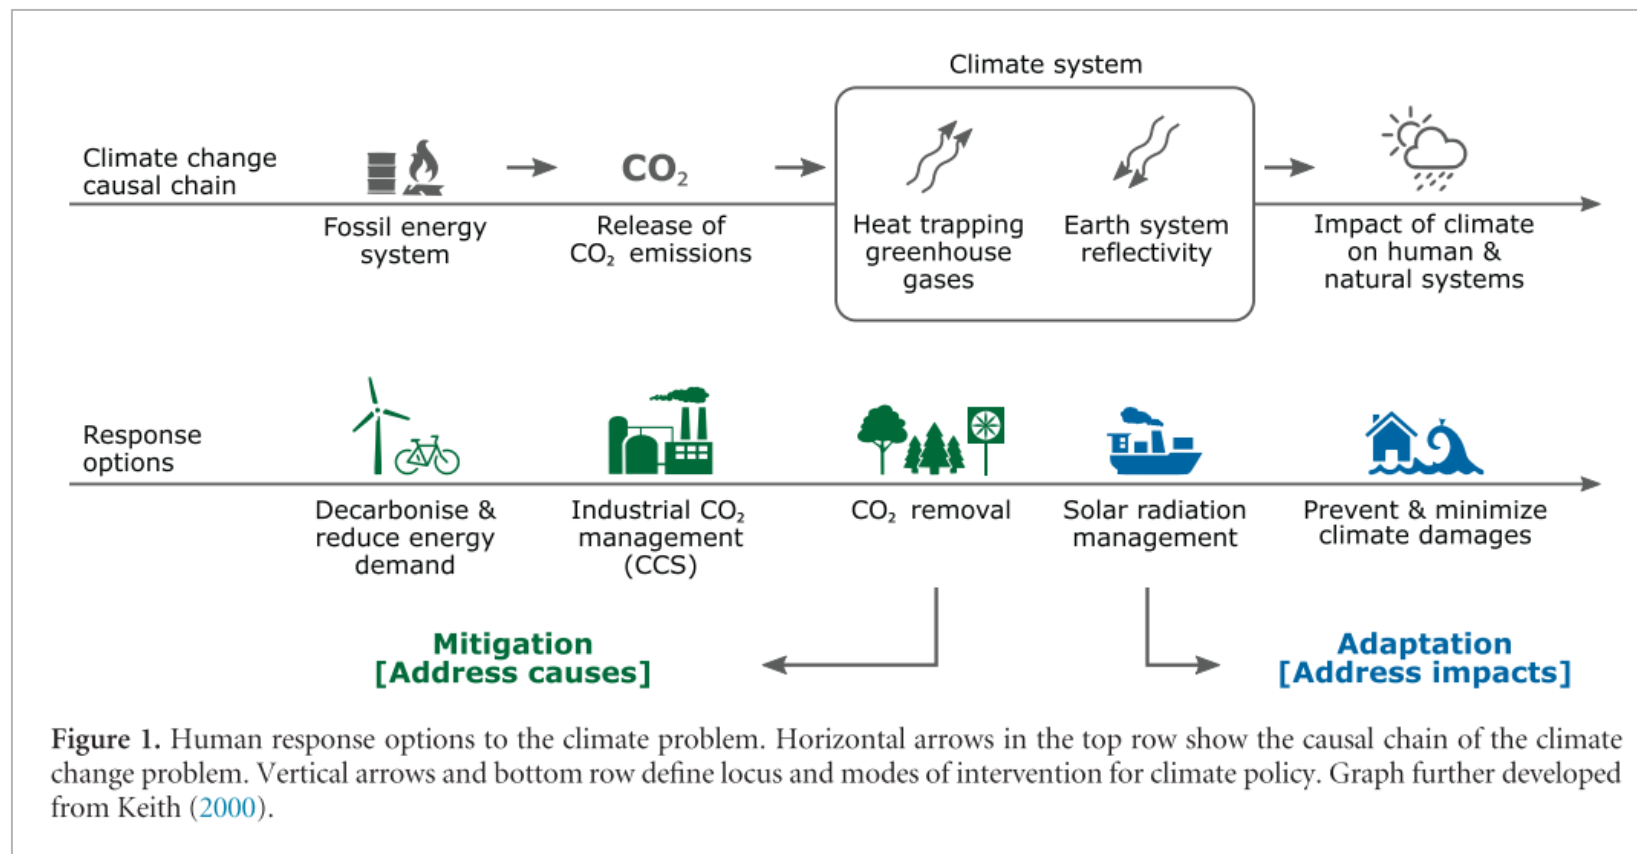 Climate system
Climate change
causal chain
CO₂
Fossil energy
system
Release of
CO₂ emissions
Heat trapping
greenhouse
gases
Earth system
reflectivity
Impact of climate
on human &
natural systems
Response
options
Decarbonise &
reduce energy
demand
Industrial CO₂
management
(CCS)
CO₂ removal
Solar radiation
management
Prevent & minimize
climate damages
Mitigation
[Address causes]
Adaptation
[Address impacts]
Figure 1. Human response options to the climate problem. Horizontal arrows in the top row show the causal chain of the climate
change problem. Vertical arrows and bottom row define locus and modes of intervention for climate policy. Graph further developed
from Keith (2000).